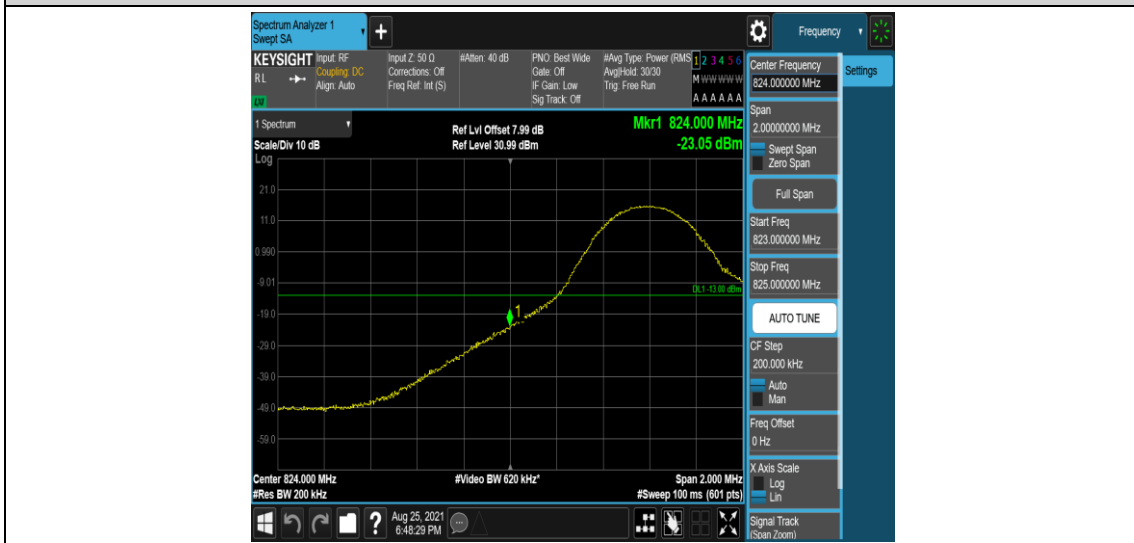 Spectrum Analyzer 1
Swept SA
+
Frequency
KEYSIGHT
RL
LXI
Input: RF
Coupling: DC
Align: Auto
Input Z: 50 Ω
Corrections: Off
Freq Ref: Int (S)
#Atten: 40 dB
PNO: Best Wide
Gate: Off
IF Gain: Low
Sig Track: Off
#Avg Type: Power (RMS
Avg|Hold: 30/30
Trig: Free Run
1 2 3 4 5 6
M W W W W W
A A A A A A
1 Spectrum
Scale/Div 10 dB
Log
Ref Lvl Offset 7.99 dB
Ref Level 30.99 dBm
Mkr1 824.000 MHz
-23.05 dBm
21.0
11.0
0.990
-9.01
DL1 -13.00 dBm
-19.0
1
-29.0
-39.0
-49.0
-59.0
Center 824.000 MHz
#Res BW 200 kHz
#Video BW 620 kHz*
Span 2.000 MHz
#Sweep 100 ms (601 pts)
Center Frequency
824.000000 MHz
Settings
Span
2.00000000 MHz
Swept Span
Zero Span
Full Span
Start Freq
823.000000 MHz
Stop Freq
825.000000 MHz
AUTO TUNE
CF Step
200.000 kHz
Auto
Man
Freq Offset
0 Hz
X Axis Scale
Log
Lin
Signal Track
(Span Zoom)
?
Aug 25, 2021
6:48:29 PM